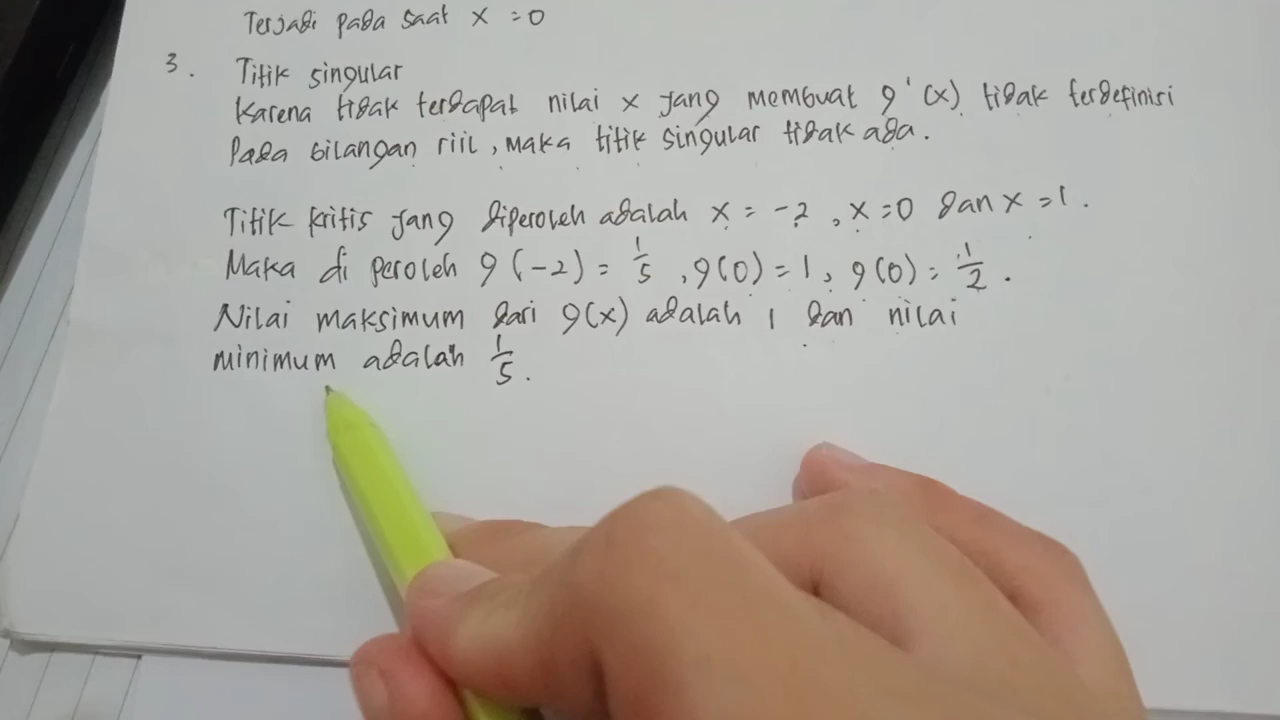 Terjadi pada saat x = 0
3. Titik singular
Karena tidak terdapat nilai x yang membuat g'(x) tidak terdefinisi
Pada bilangan riil, maka titik singular tidak ada.
Titik kritis yang diperoleh adalah x = -2, x = 0 dan x = 1.
Maka di peroleh g(-2) = 1/5, g(0) = 1, g(0) = 1/2.
Nilai maksimum dari g(x) adalah 1 dan nilai
minimum adalah 1/5.